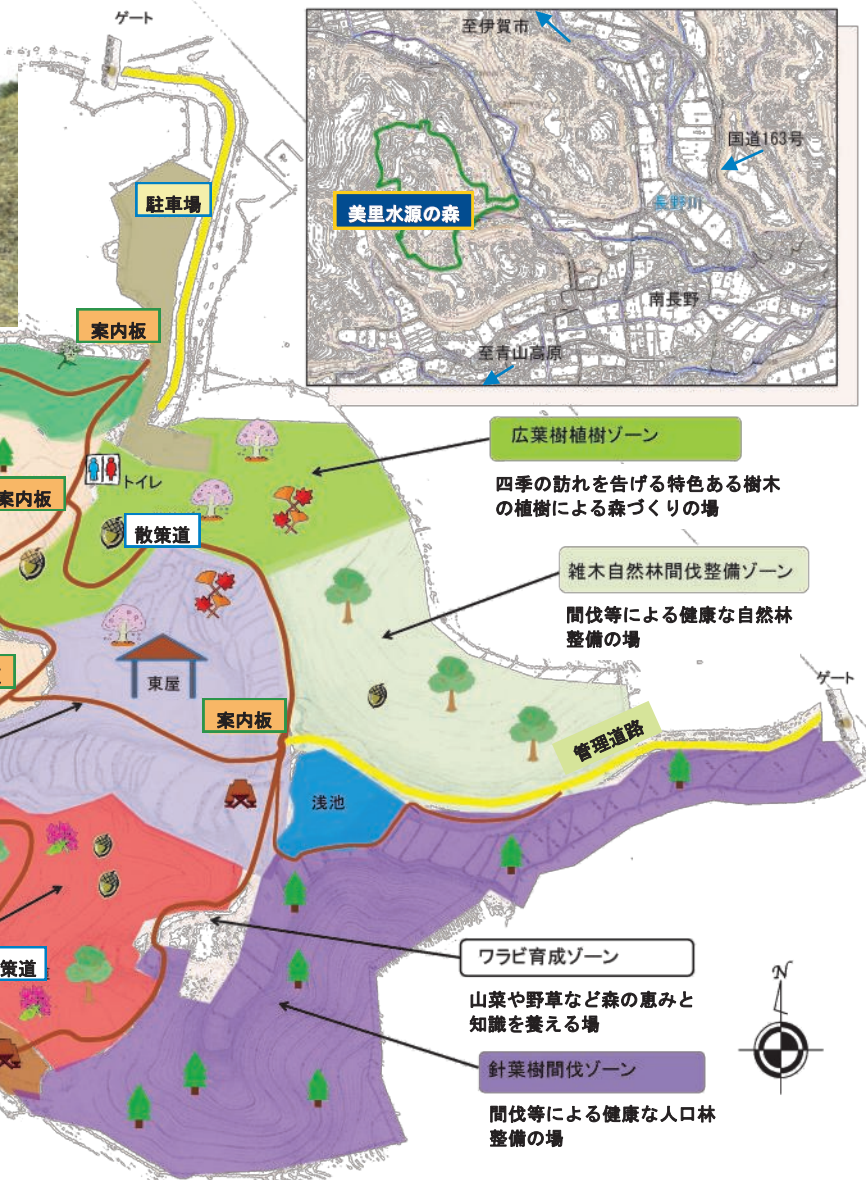 ゲート
至伊賀市
国道163号
駐車場
美里水源の森
長野川
案内板
南長野
至青山高原
広葉樹植樹ゾーン
四季の訪れを告げる特色ある樹木
の植樹による森づくりの場
トイレ
案内板
散策道
雑木自然林間伐整備ゾーン
間伐等による健康な自然林
整備の場
東屋
案内板
ゲート
管理道路
浅池
策道
ワラビ育成ゾーン
山菜や野草など森の恵みと
知識を養える場
N
針葉樹間伐ゾーン
間伐等による健康な人口林
整備の場